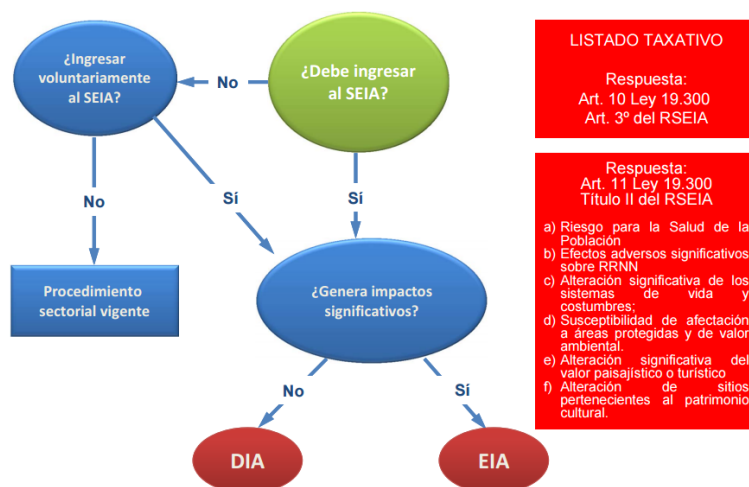 ¿Ingresar
voluntariamente
al SEIA?
No
¿Debe ingresar
al SEIA?
No
Sí
Sí
Procedimiento
sectorial vigente
¿Genera impactos
significativos?
No
Sí
DIA
EIA
LISTADO TAXATIVO
Respuesta:
Art. 10 Ley 19.300
Art. 3º del RSEIA
Respuesta:
Art. 11 Ley 19.300
Título II del RSEIA
a) Riesgo para la Salud de la
Población
b) Efectos adversos significativos
sobre RRNN
c) Alteración significativa de los
sistemas de vida y
costumbres;
d) Susceptibilidad de afectación
a áreas protegidas y de valor
ambiental.
e) Alteración significativa del
valor paisajístico o turístico
f) Alteración de sitios
pertenecientes al patrimonio
cultural.